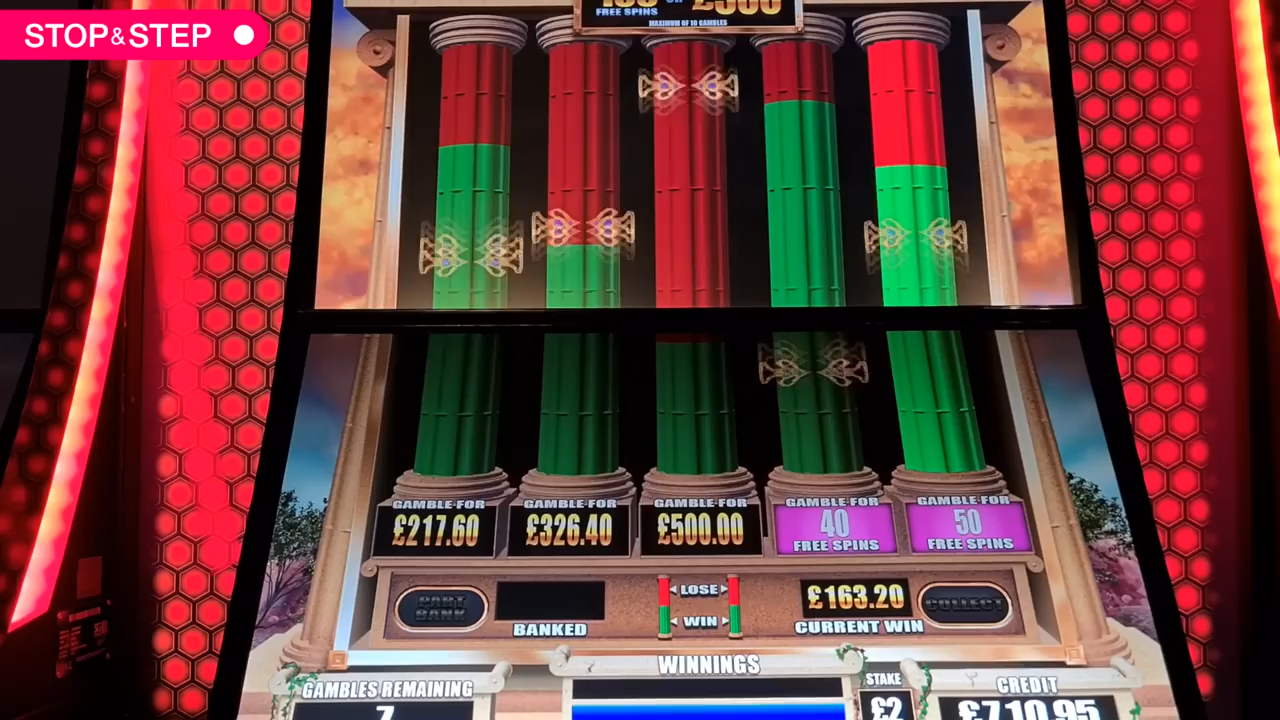 STOP&STEP
£500
FREE SPINS
MAXIMUM OF 10 GAMBLES
GAMBLE FOR
£217.60
GAMBLE FOR
£326.40
GAMBLE FOR
£500.00
GAMBLE FOR
40
FREE SPINS
GAMBLE FOR
50
FREE SPINS
PART
BANK
BANKED
LOSE
WIN
£163.20
CURRENT WIN
COLLECT
GAMBLES REMAINING
7
WINNINGS
STAKE
£2
CREDIT
£710.95